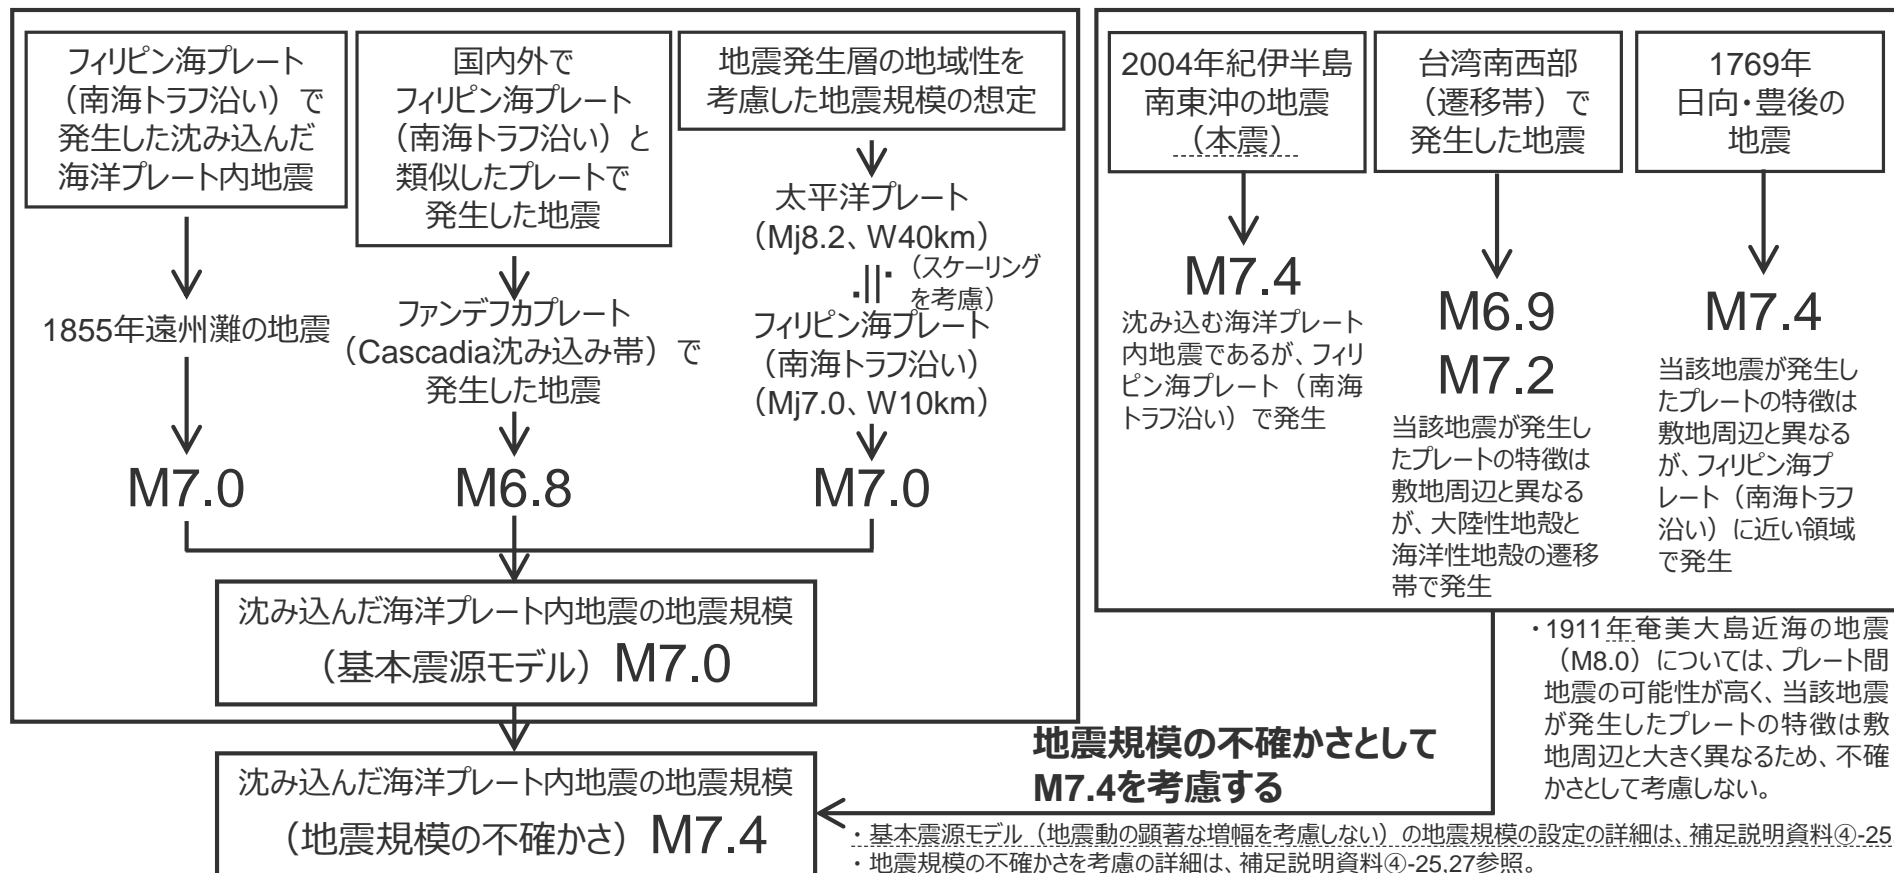 フィリピン海プレート
（南海トラフ沿い）で
発生した沈み込んだ
海洋プレート内地震
1855年遠州灘の地震
M7.0
国内外で
フィリピン海プレート
（南海トラフ沿い）と
類似したプレートで
発生した地震
ファンデフカプレート
（Cascadia沈み込み帯）で
発生した地震
M6.8
地震発生層の地域性を
考慮した地震規模の想定
太平洋プレート
（Mj8.2、W40km）
（スケーリング
を考慮）
フィリピン海プレート
（南海トラフ沿い）
（Mj7.0、W10km）
M7.0
沈み込んだ海洋プレート内地震の地震規模
（基本震源モデル）M7.0
沈み込んだ海洋プレート内地震の地震規模
（地震規模の不確かさ）M7.4
2004年紀伊半島
南東沖の地震
（本震）
M7.4
沈み込む海洋プレート
内地震であるが、フィリ
ピン海プレート（南海
トラフ沿い）で発生
台湾南西部
（遷移帯）で
発生した地震
M6.9
M7.2
当該地震が発生し
たプレートの特徴は
敷地周辺と異なる
が、大陸性地殻と
海洋性地殻の遷移
帯で発生
1769年
日向・豊後の
地震
M7.4
当該地震が発生し
たプレートの特徴は
敷地周辺と異なる
が、フィリピン海プ
レート（南海トラフ
沿い）に近い領域
で発生
・1911年奄美大島近海の地震
（M8.0）については、プレート間
地震の可能性が高く、当該地震
が発生したプレートの特徴は敷
地周辺と大きく異なるため、不確
かさとして考慮しない。
地震規模の不確かさとして
M7.4を考慮する
・基本震源モデル（地震動の顕著な増幅を考慮しない）の地震規模の設定の詳細は、補足説明資料④-25
・地震規模の不確かさを考慮の詳細は、補足説明資料④-25,27参照。